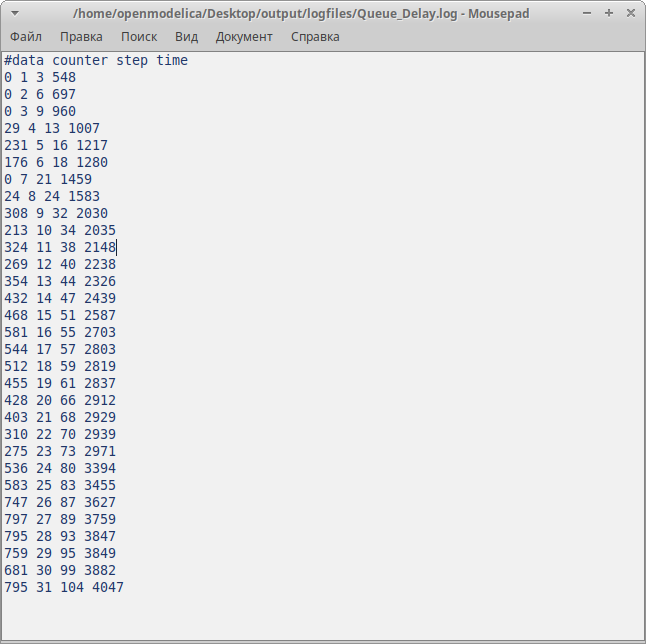 /home/openmodelica/Desktop/output/logfiles/Queue_Delay.log - Mousepad
Файл Правка Поиск Вид Документ Справка
#data counter step time
0 1 3 548
0 2 6 697
0 3 9 960
29 4 13 1007
231 5 16 1217
176 6 18 1280
0 7 21 1459
24 8 24 1583
308 9 32 2030
213 10 34 2035
324 11 38 2148
269 12 40 2238
354 13 44 2326
432 14 47 2439
468 15 51 2587
581 16 55 2703
544 17 57 2803
512 18 59 2819
455 19 61 2837
428 20 66 2912
403 21 68 2929
310 22 70 2939
275 23 73 2971
536 24 80 3394
583 25 83 3455
747 26 87 3627
797 27 89 3759
795 28 93 3847
759 29 95 3849
681 30 99 3882
795 31 104 4047